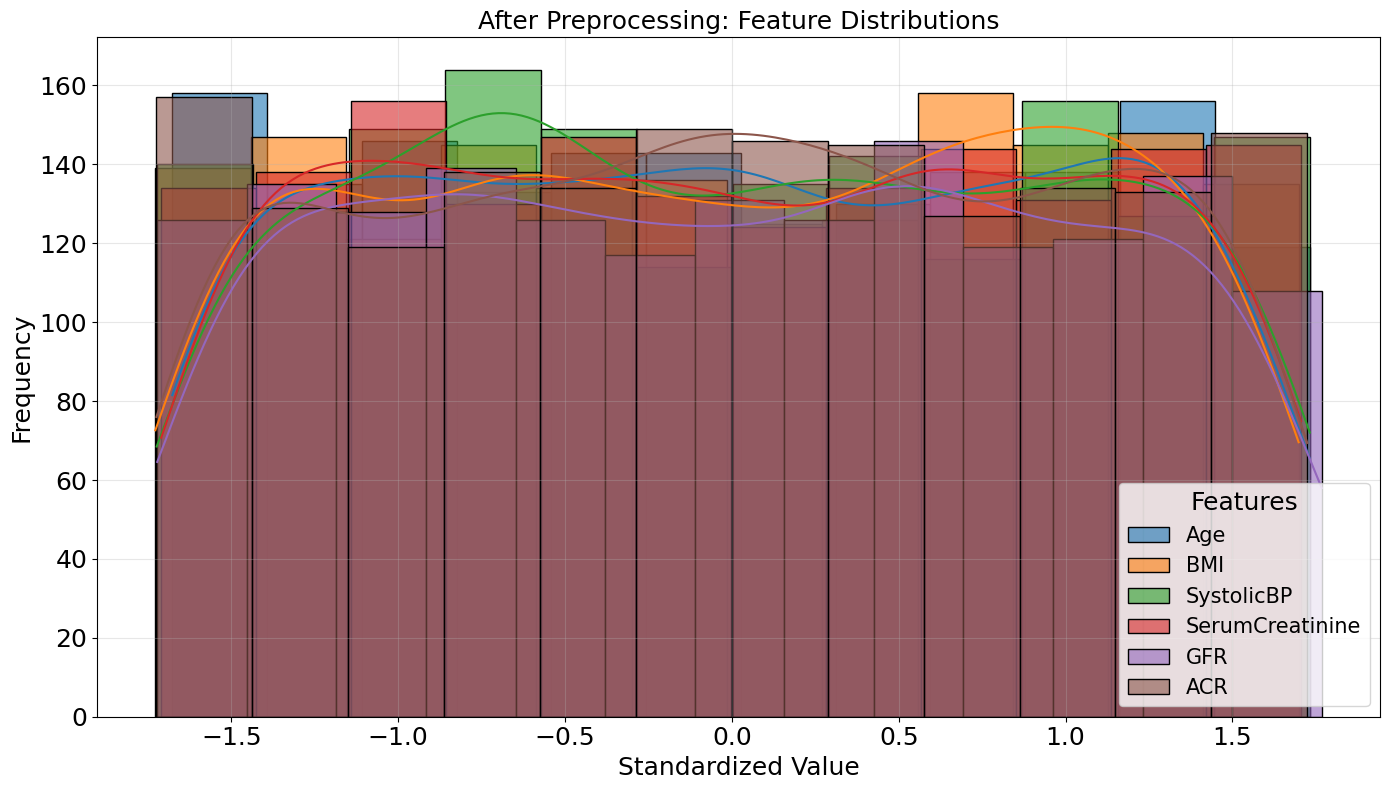 After Preprocessing: Feature Distributions
Frequency
160
140
120
100
80
60
40
20
0
−1.5 −1.0 −0.5 0.0 0.5 1.0 1.5
Standardized Value
Features
Age
BMI
SystolicBP
SerumCreatinine
GFR
ACR